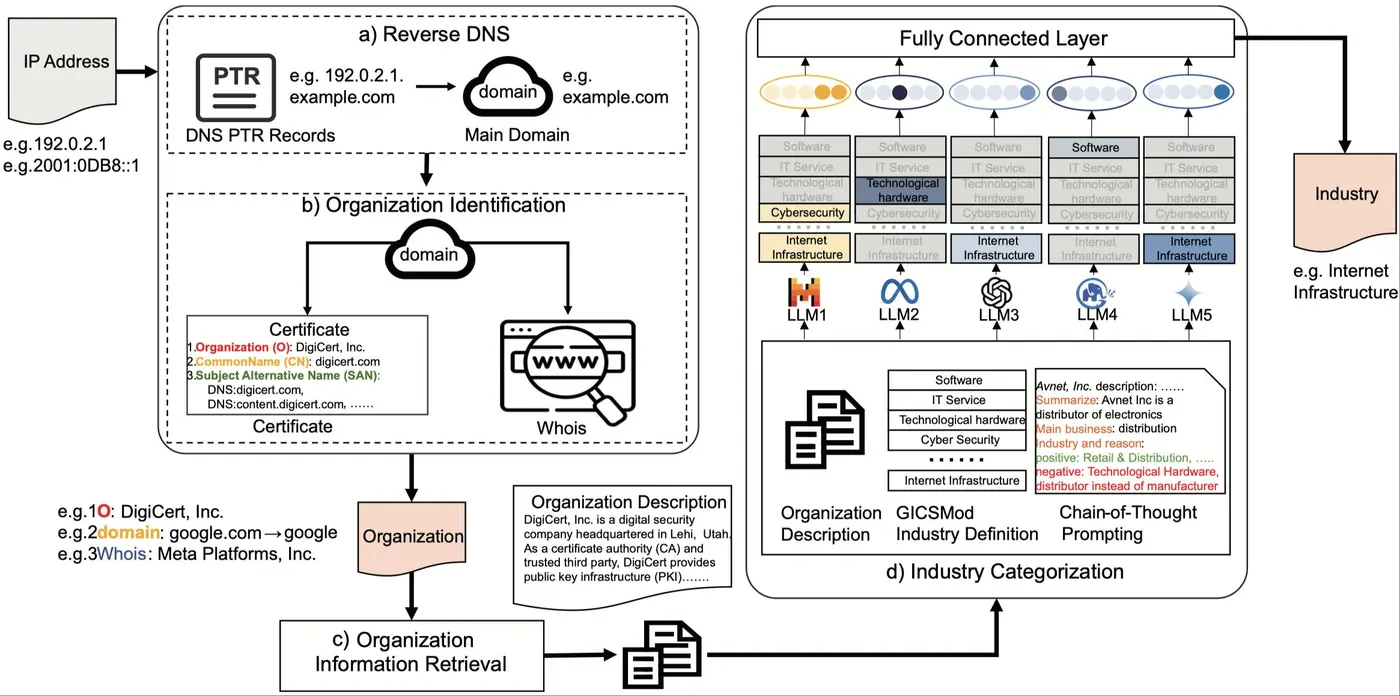 IP Address
e.g.192.0.2.1
e.g.2001:0DB8::1
a) Reverse DNS
PTR
DNS PTR Records
e.g. 192.0.2.1.
example.com
domain
Main Domain
e.g.
example.com
b) Organization Identification
domain
Certificate
1.Organization (O): DigiCert, Inc.
2.CommonName (CN): digicert.com
3.Subject Alternative Name (SAN):
DNS:digicert.com,
DNS:content.digicert.com, ......
Certificate
www
Whois
e.g.1O: DigiCert, Inc.
e.g.2domain: google.com→google
e.g.3Whois: Meta Platforms, Inc.
Organization
c) Organization
Information Retrieval
Organization Description
DigiCert, Inc. is a digital security
company headquartered in Lehi, Utah.
As a certificate authority (CA) and
trusted third party, DigiCert provides
public key infrastructure (PKI).......
Fully Connected Layer
Software
IT Service
Technological
hardware
Cybersecurity
......
Internet
Infrastructure
LLM1
Software
IT Service
Technological
hardware
Cybersecurity
......
Internet
Infrastructure
LLM2
Software
IT Service
Technological
hardware
Cybersecurity
......
Internet
Infrastructure
LLM3
Software
IT Service
Technological
hardware
Cybersecurity
......
Internet
Infrastructure
LLM4
Software
IT Service
Technological
hardware
Cybersecurity
......
Internet
Infrastructure
LLM5
Organization
Description
Software
IT Service
Technological hardware
Cyber Security
......
Internet Infrastructure
GICSMod
Industry Definition
Avnet, Inc. description: ......
Summarize: Avnet Inc is a
distributor of electronics
Main business: distribution
Industry and reason:
positive: Retail & Distribution, .....
negative: Technological Hardware,
distributor instead of manufacturer
Chain-of-Thought
Prompting
d) Industry Categorization
Industry
e.g. Internet
Infrastructure